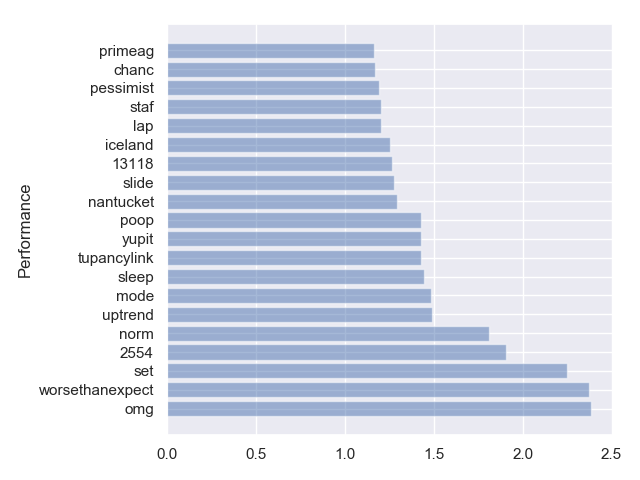 Performance
primeag
chanc
pessimist
staf
lap
iceland
13118
slide
nantucket
poop
yupit
tupancylink
sleep
mode
uptrend
norm
2554
set
worsethanexpect
omg
0.0 0.5 1.0 1.5 2.0 2.5